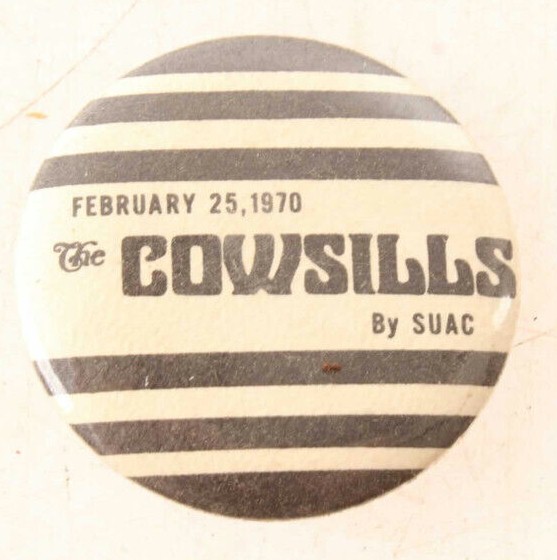 FEBRUARY 25,1970
The COWSILLS
By SUAC